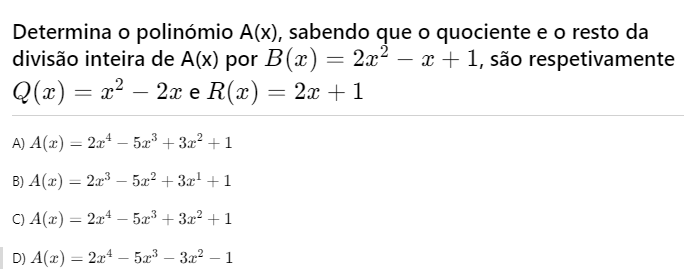 Determina o polinómio A(x), sabendo que o quociente e o resto da
divisão inteira de A(x) por B(x) = 2x² − x + 1, são respetivamente
Q(x) = x² − 2x e R(x) = 2x + 1
A) A(x) = 2x⁴ − 5x³ + 3x² + 1
B) A(x) = 2x³ − 5x² + 3x¹ + 1
C) A(x) = 2x⁴ − 5x³ + 3x² + 1
D) A(x) = 2x⁴ − 5x³ − 3x² − 1